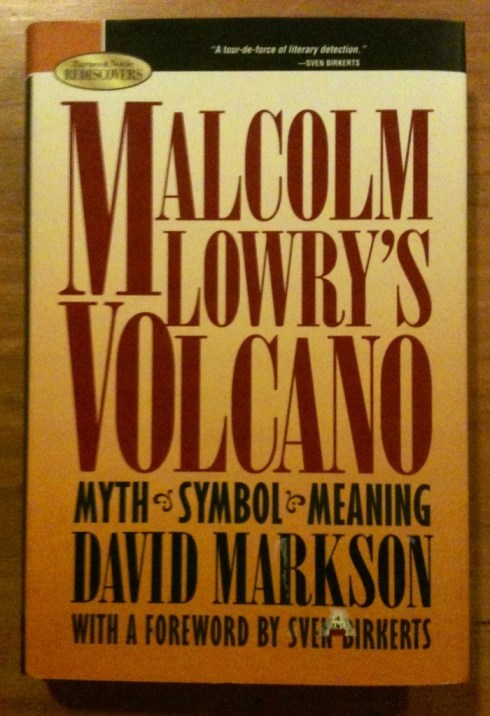 "A tour-de-force of literary detection."
—SVEN BIRKERTS
Barnes & Noble
REDISCOVERS
MALCOLM
LOWRY'S
VOLCANO
MYTH SYMBOL MEANING
DAVID MARKSON
WITH A FOREWORD BY SVEN BIRKERTS